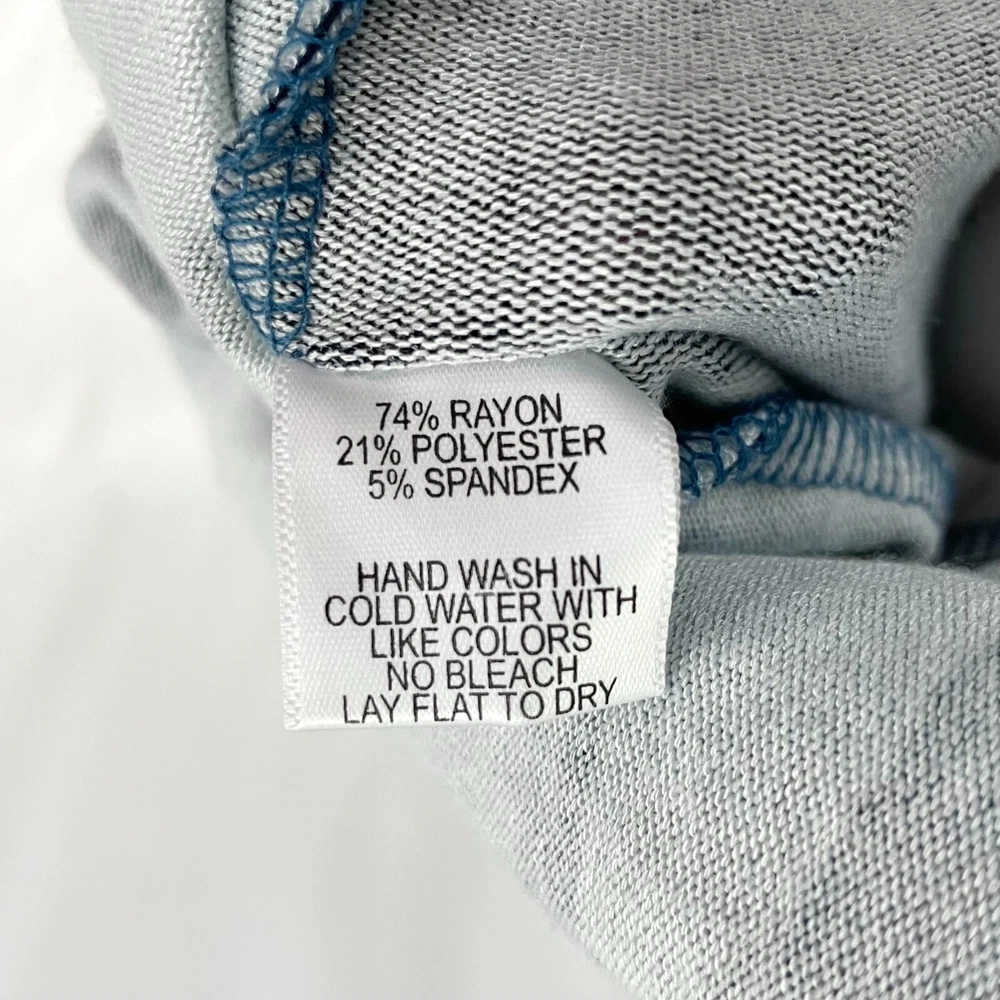 74% RAYON
21% POLYESTER
5% SPANDEX
HAND WASH IN
COLD WATER WITH
LIKE COLORS
NO BLEACH
LAY FLAT TO DRY